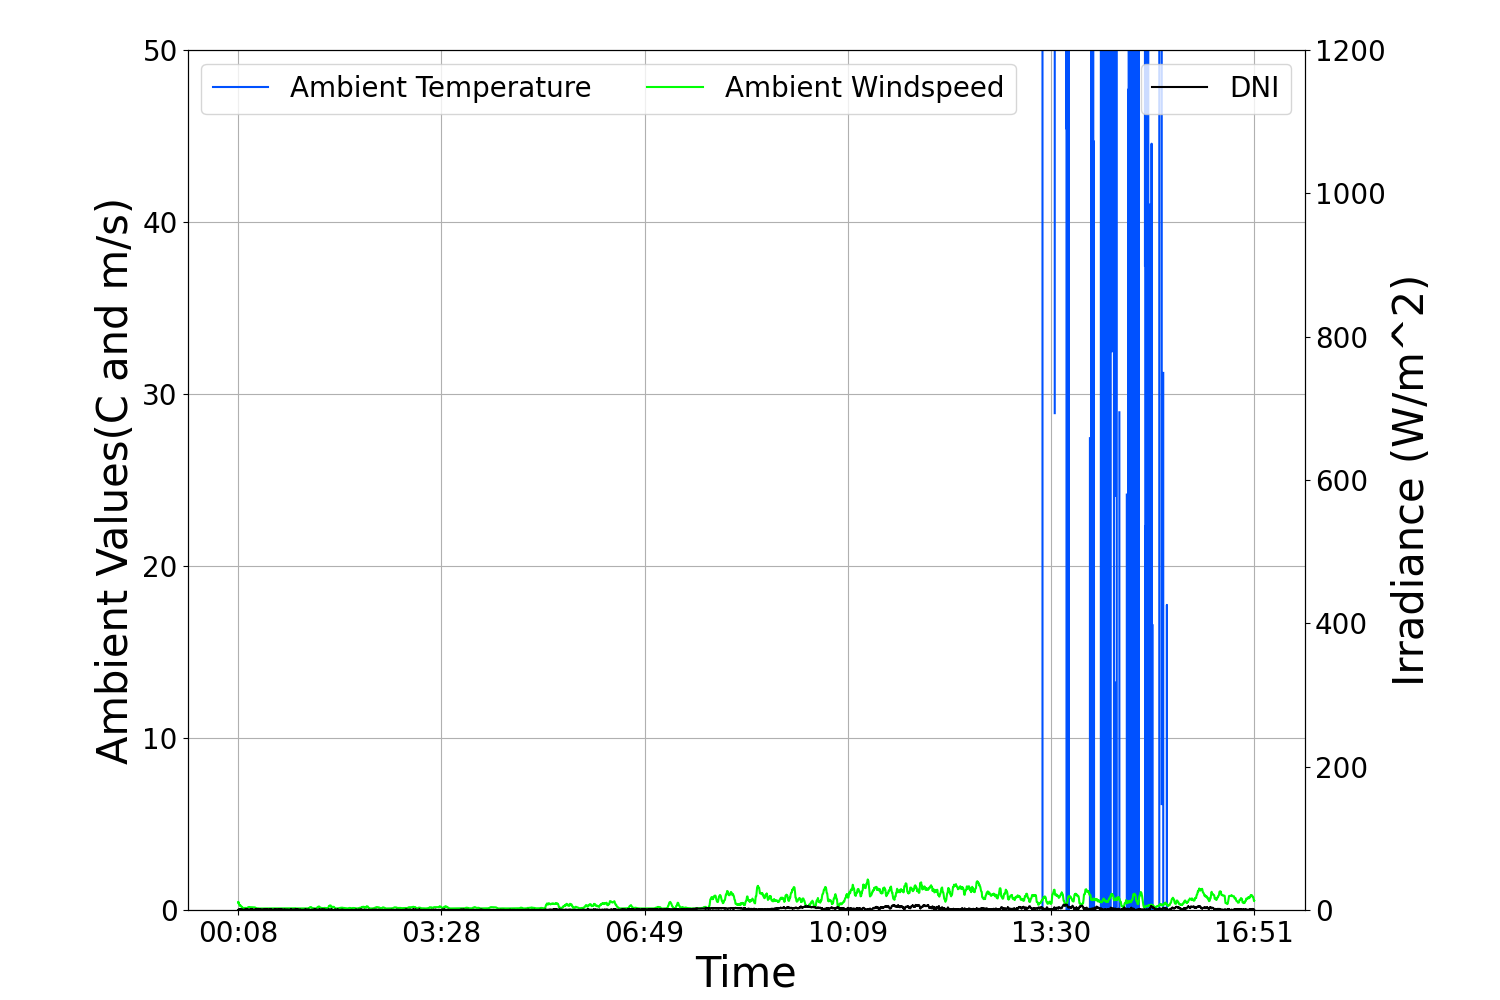 Ambient Temperature
Ambient Windspeed
DNI
50
40
30
20
10
0
Ambient Values(C and m/s)
1200
1000
800
600
400
200
0
Irradiance (W/m^2)
00:08 03:28 06:49 10:09 13:30 16:51
Time